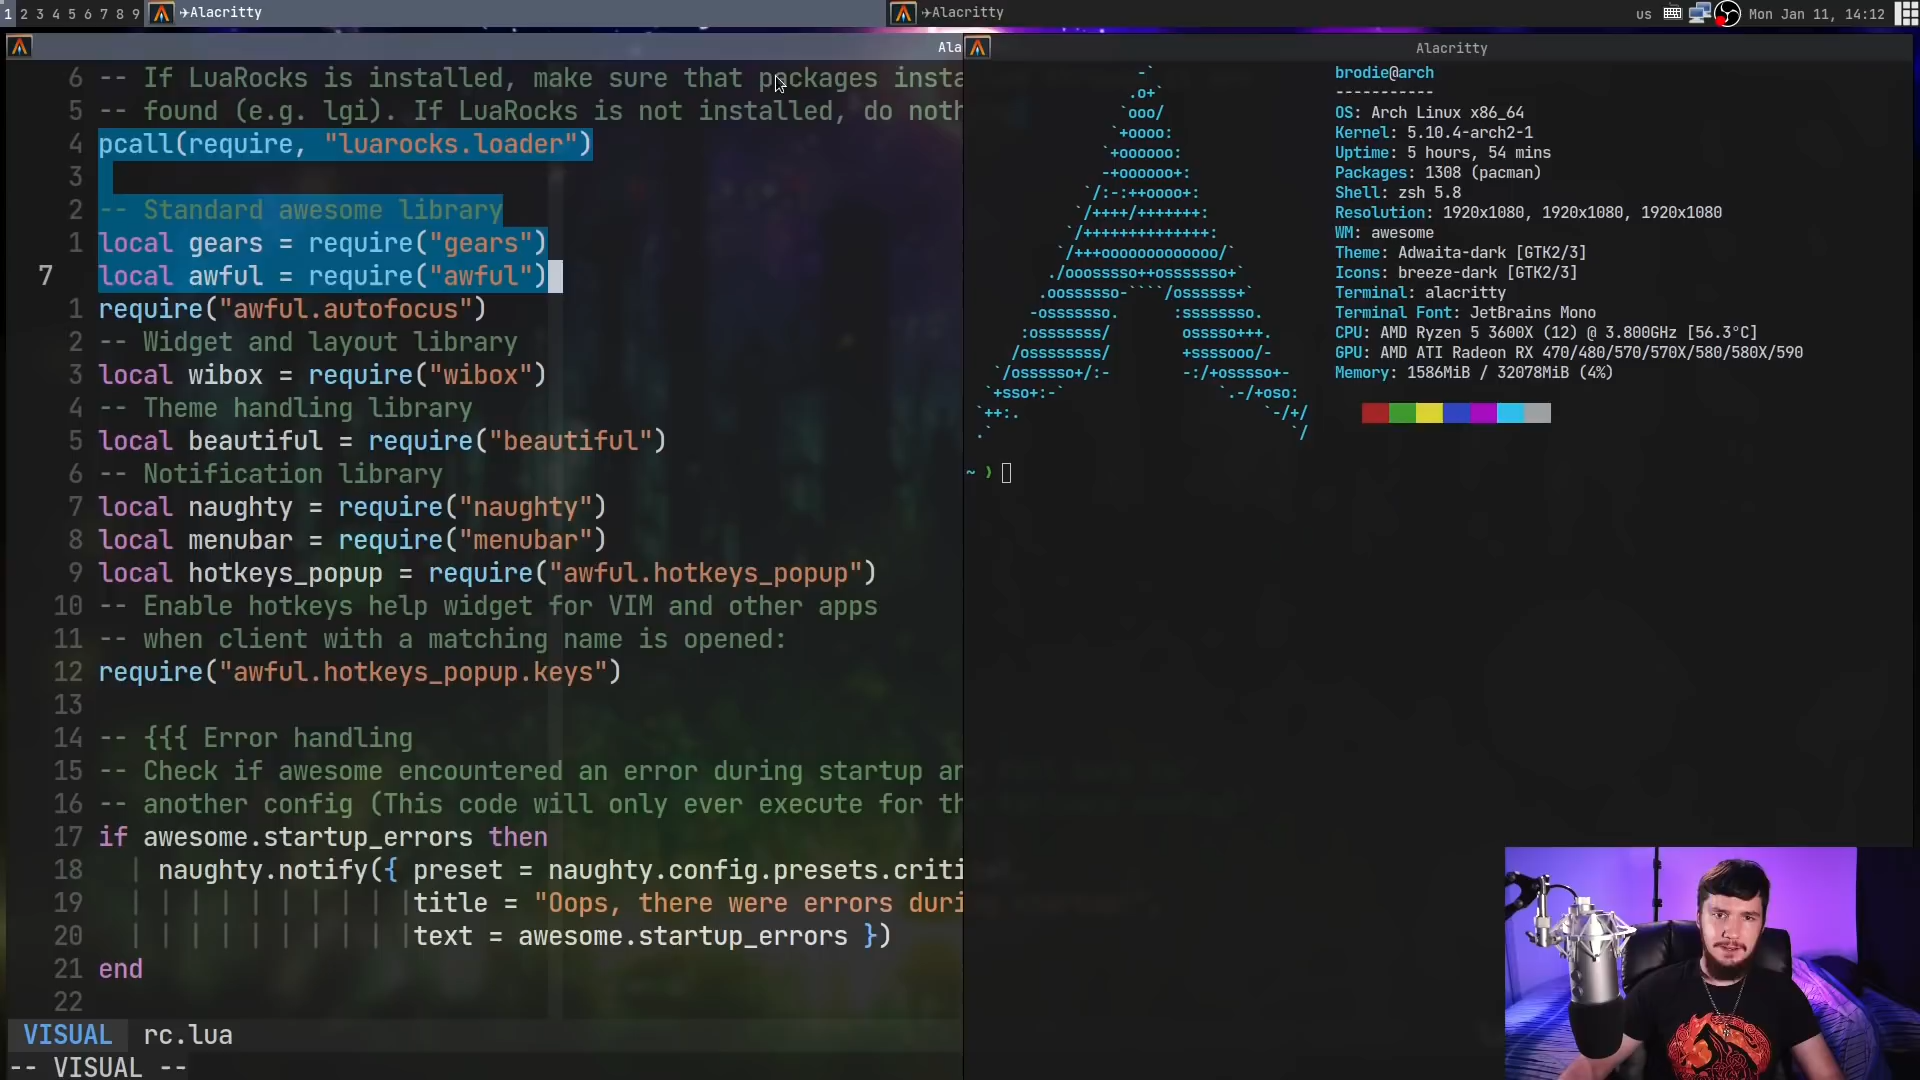 1 2 3 4 5 6 7 8 9 ✈Alacritty ✈Alacritty us Mon Jan 11, 14:12
Ala
6 -- If LuaRocks is installed, make sure that packages insta
5 -- found (e.g. lgi). If LuaRocks is not installed, do noth
4 pcall(require, "luarocks.loader")
3
2 -- Standard awesome library
1 local gears = require("gears")
7 local awful = require("awful")
1 require("awful.autofocus")
2 -- Widget and layout library
3 local wibox = require("wibox")
4 -- Theme handling library
5 local beautiful = require("beautiful")
6 -- Notification library
7 local naughty = require("naughty")
8 local menubar = require("menubar")
9 local hotkeys_popup = require("awful.hotkeys_popup")
10 -- Enable hotkeys help widget for VIM and other apps
11 -- when client with a matching name is opened:
12 require("awful.hotkeys_popup.keys")
13
14 -- {{{ Error handling
15 -- Check if awesome encountered an error during startup an
16 -- another config (This code will only ever execute for th
17 if awesome.startup_errors then
18 naughty.notify({ preset = naughty.config.presets.criti
19 title = "Oops, there were errors duri
20 text = awesome.startup_errors })
21 end
22
VISUAL rc.lua
-- VISUAL --
Alacritty
brodie@arch
-----------
OS: Arch Linux x86_64
Kernel: 5.10.4-arch2-1
Uptime: 5 hours, 54 mins
Packages: 1308 (pacman)
Shell: zsh 5.8
Resolution: 1920x1080, 1920x1080, 1920x1080
WM: awesome
Theme: Adwaita-dark [GTK2/3]
Icons: breeze-dark [GTK2/3]
Terminal: alacritty
Terminal Font: JetBrains Mono
CPU: AMD Ryzen 5 3600X (12) @ 3.800GHz [56.3°C]
GPU: AMD ATI Radeon RX 470/480/570/570X/580/580X/590
Memory: 1586MiB / 32078MiB (4%)
~ ❯